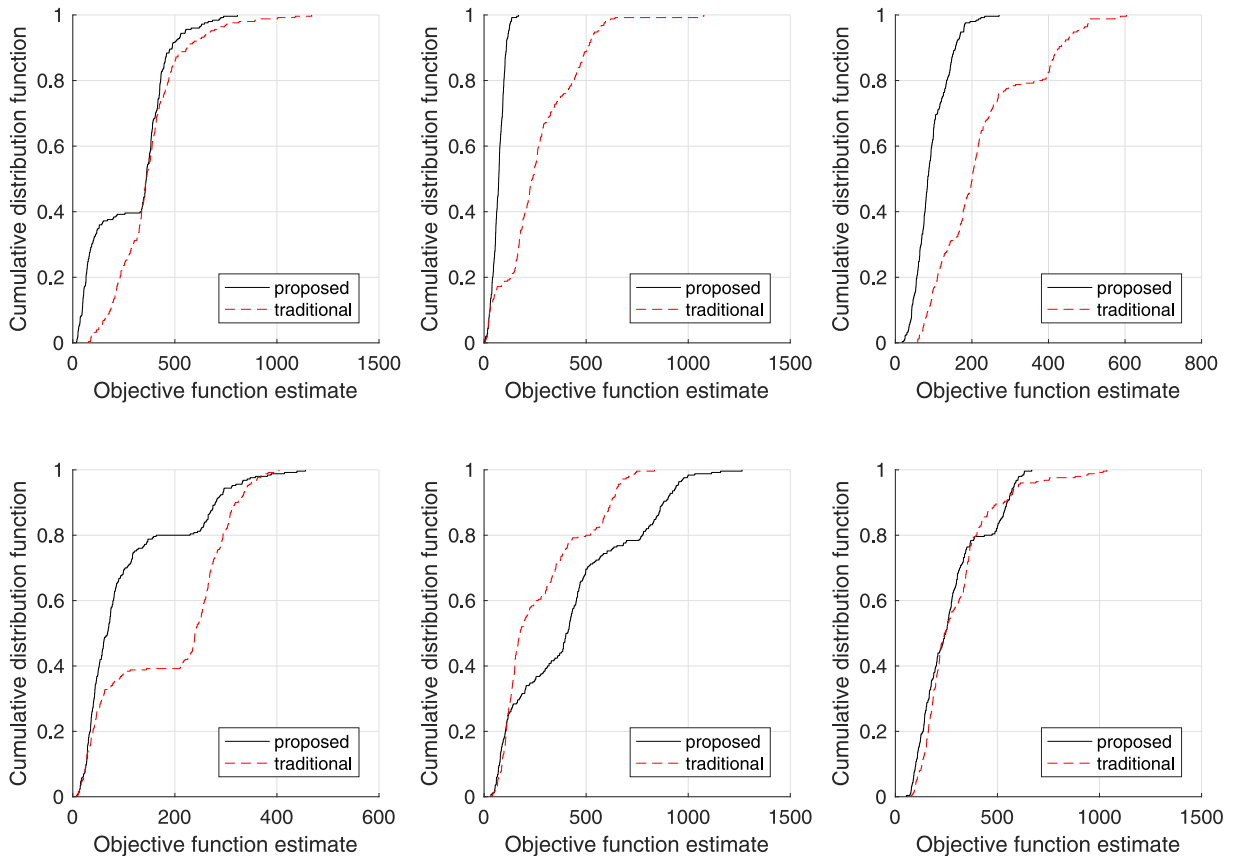 Cumulative distribution function
1
0.8
0.6
0.4
0.2
0
0 500 1000 1500
Objective function estimate
proposed
traditional
Cumulative distribution function
1
0.8
0.6
0.4
0.2
0
0 500 1000 1500
Objective function estimate
proposed
traditional
Cumulative distribution function
1
0.8
0.6
0.4
0.2
0
0 200 400 600 800
Objective function estimate
proposed
traditional
Cumulative distribution function
1
0.8
0.6
0.4
0.2
0
0 200 400 600
Objective function estimate
proposed
traditional
Cumulative distribution function
1
0.8
0.6
0.4
0.2
0
0 500 1000 1500
Objective function estimate
proposed
traditional
Cumulative distribution function
1
0.8
0.6
0.4
0.2
0
0 500 1000 1500
Objective function estimate
proposed
traditional